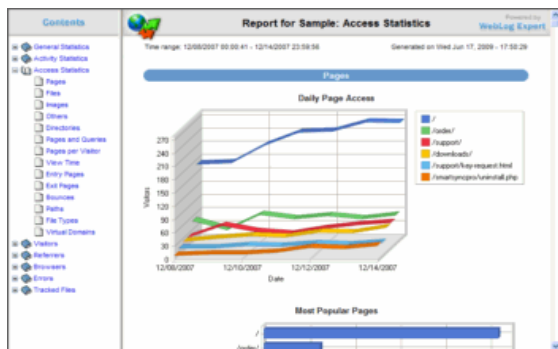 Contents
General Statistics
Activity Statistics
Access Statistics
Pages
Files
Images
Others
Directories
Pages and Queries
Pages per Visitor
View Time
Entry Pages
Exit Pages
Bounces
Paths
File Types
Virtual Domains
Visitors
Referrers
Browsers
Errors
Tracked Files
Report for Sample: Access Statistics
Powered by
WebLog Expert
Time range: 12/08/2007 00:00:41 - 12/14/2007 23:59:56
Generated on Wed Jun 17, 2009 - 17:50:29
Pages
Daily Page Access
270
240
210
180
150
120
90
60
30
0
Visitors
12/08/2007
12/10/2007
12/12/2007
12/14/2007
Date
/
/order/
/support/
/downloads/
/support/key-request.html
/smartsyncpro/uninstall.php
Most Popular Pages
/
/order/